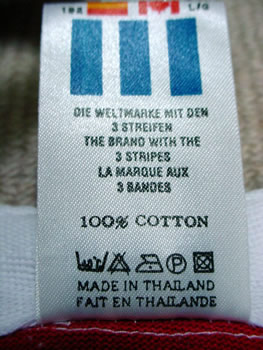 192 L/G
DIE WELTMARKE MIT DEN
3 STREIFEN
THE BRAND WITH THE
3 STRIPES
LA MARQUE AUX
3 BANDES
100% COTTON
P
MADE IN THAILAND
FAIT EN THAILANDE